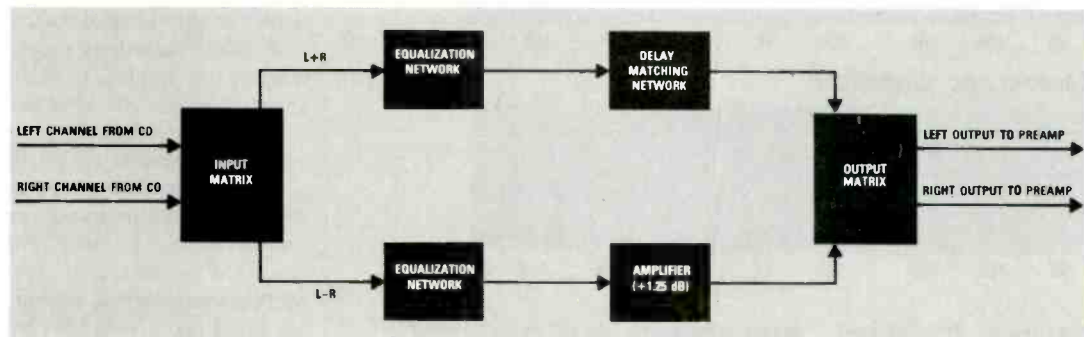 L+R
EQUALIZATION
NETWORK
DELAY
MATCHING
NETWORK
LEFT CHANNEL FROM CD
RIGHT CHANNEL FROM CD
INPUT
MATRIX
OUTPUT
MATRIX
LEFT OUTPUT TO PREAMP
RIGHT OUTPUT TO PREAMP
L-R
EQUALIZATION
NETWORK
AMPLIFIER
(+1.25 dB)